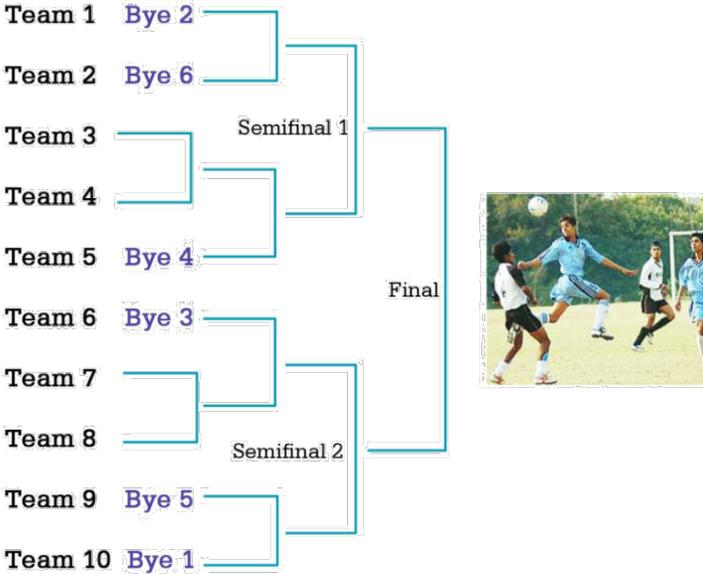 Team 1 Bye 2
Team 2 Bye 6
Semifinal 1
Team 3
Team 4
Team 5 Bye 4
Final
Team 6 Bye 3
Team 7
Team 8
Semifinal 2
Team 9 Bye 5
Team 10 Bye 1